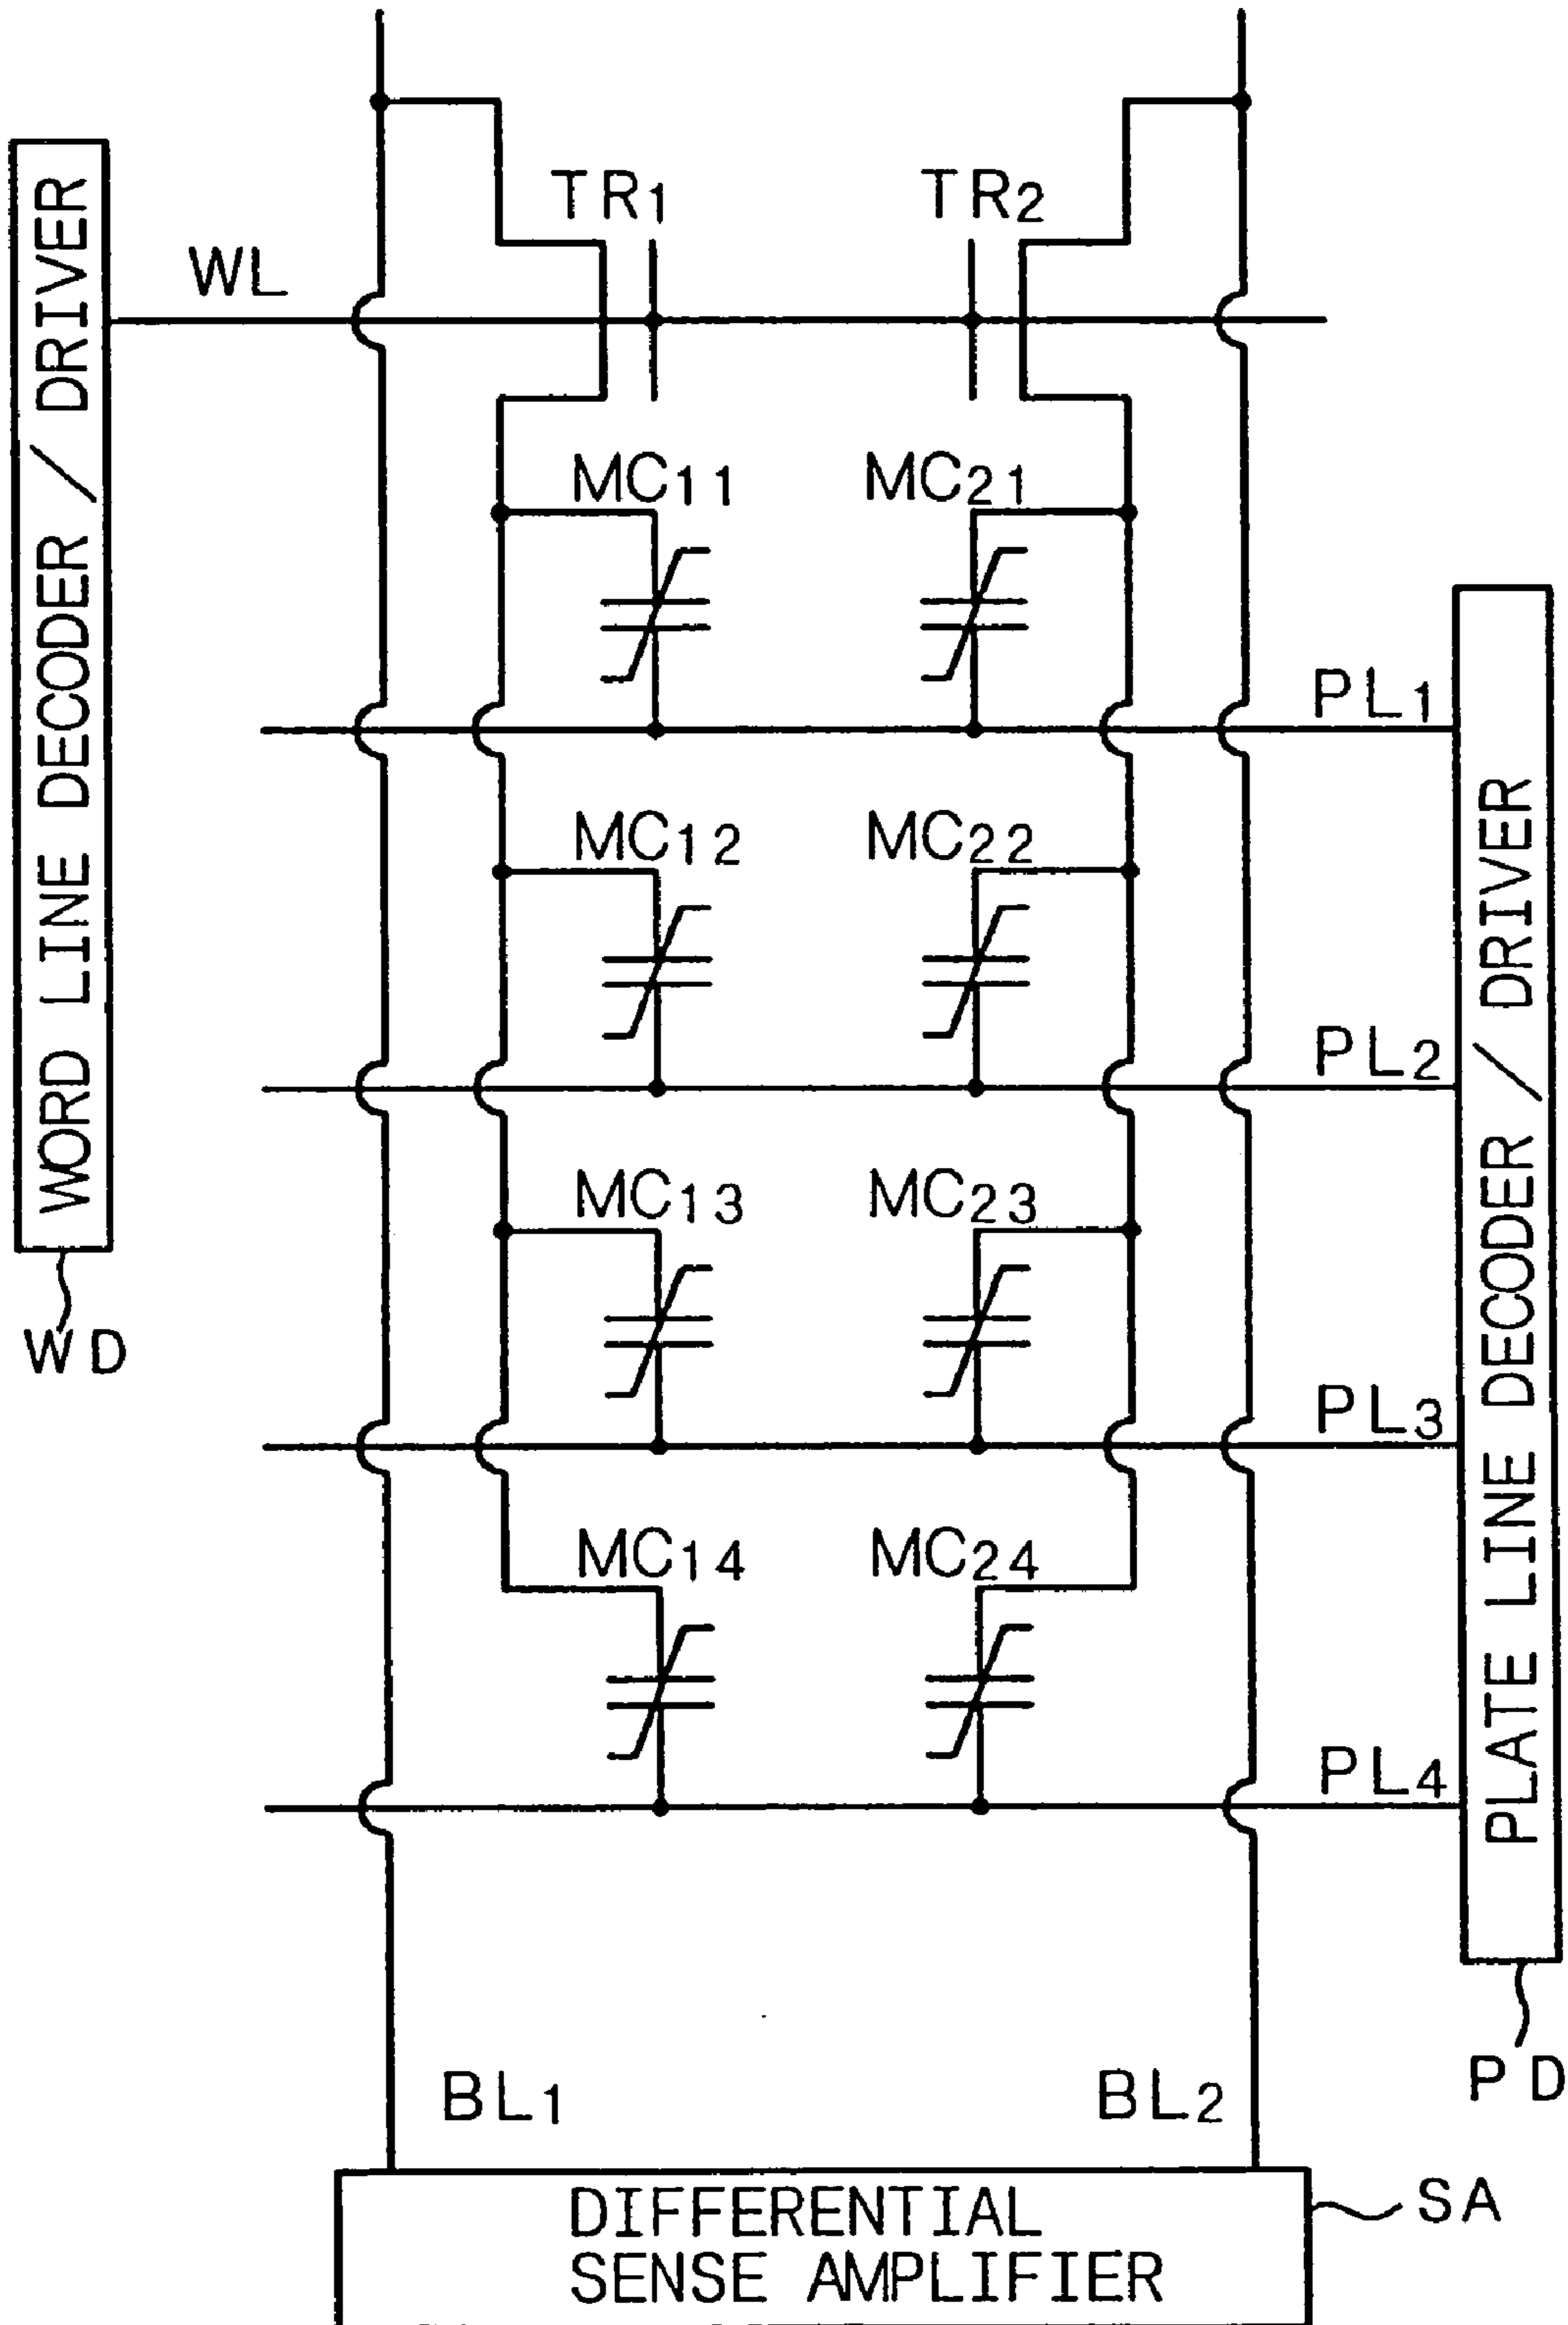 TR1
TR2
WL
WORD LINE DECODER / DRIVER
WD
MC11
MC21
PL1
MC12
MC22
PL2
MC13
MC23
PL3
MC14
MC24
PL4
PLATE LINE DECODER / DRIVER
PD
BL1
BL2
DIFFERENTIAL
SENSE AMPLIFIER
SA